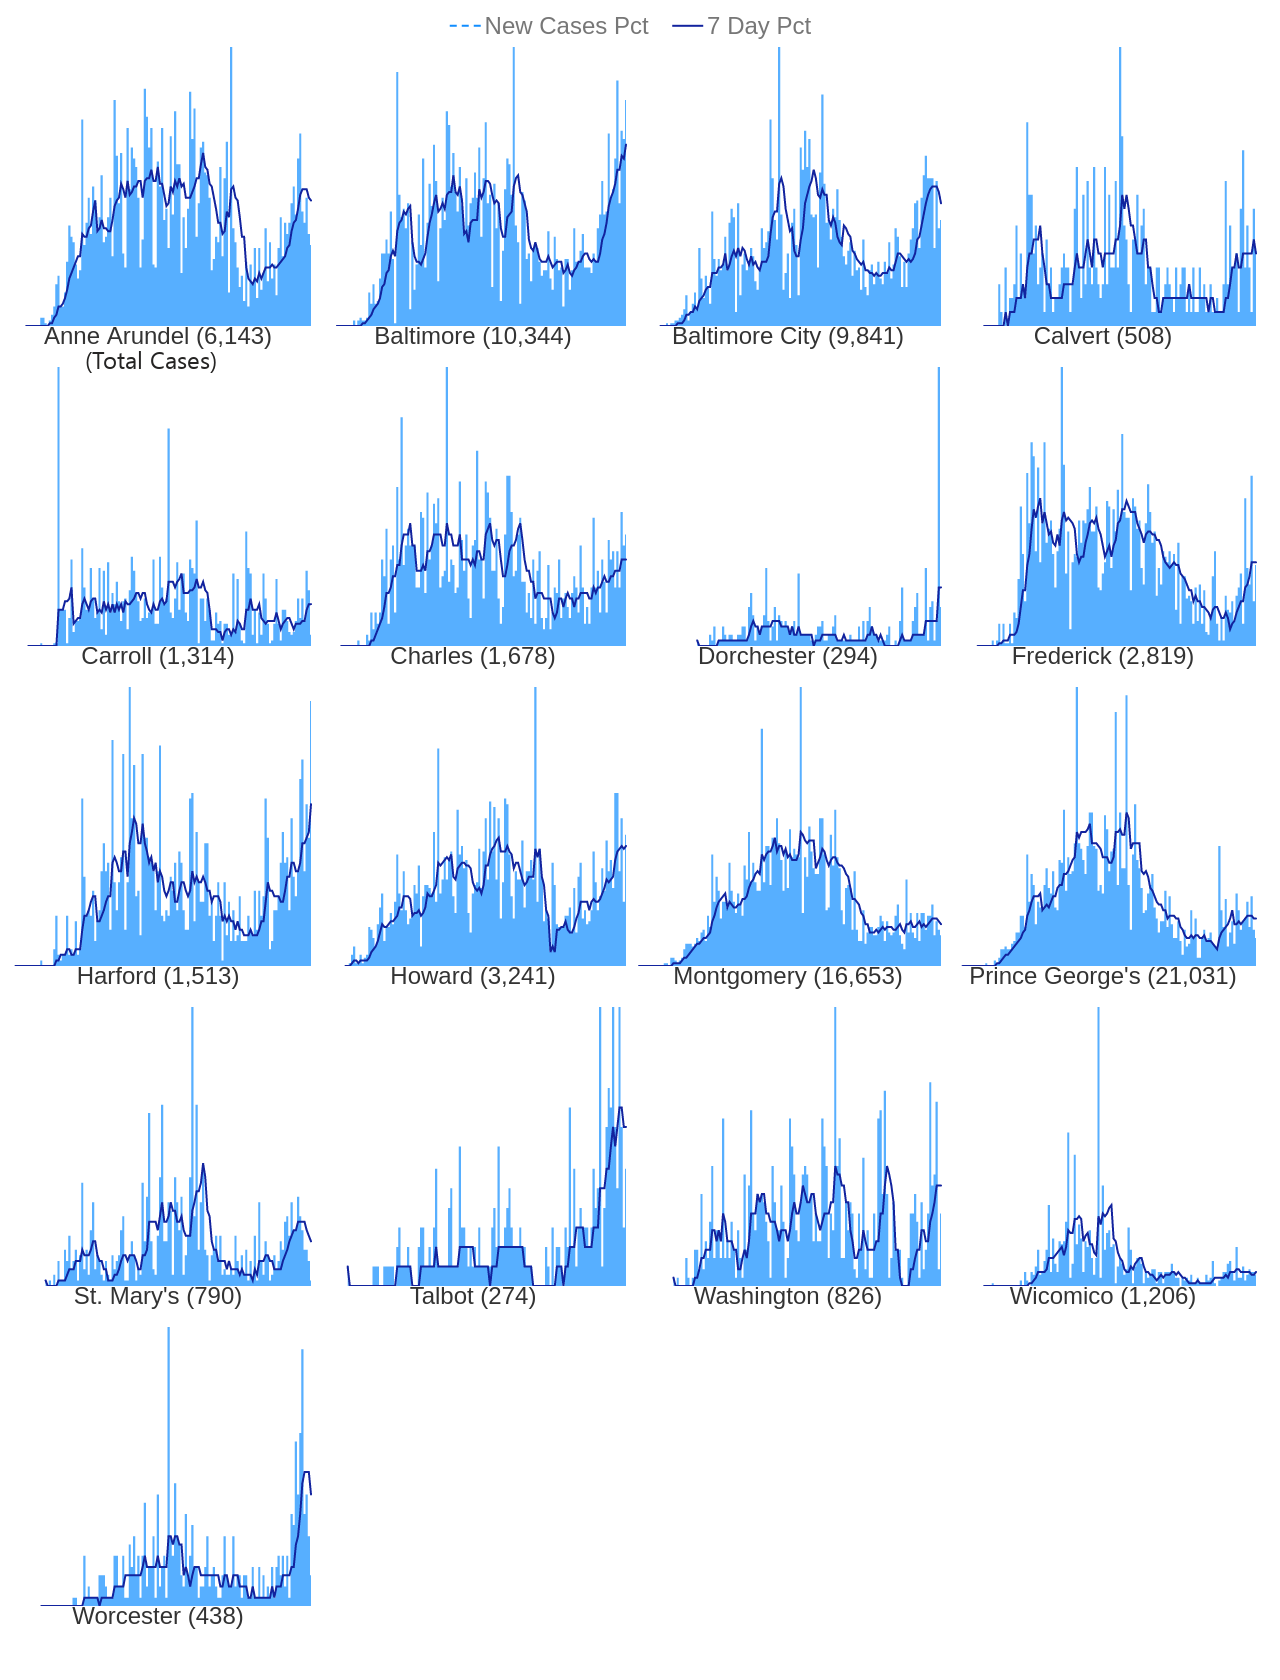 New Cases Pct 7 Day Pct
Anne Arundel (6,143) Baltimore (10,344) Baltimore City (9,841) Calvert (508)
(Total Cases)
Carroll (1,314) Charles (1,678) Dorchester (294) Frederick (2,819)
Harford (1,513) Howard (3,241) Montgomery (16,653) Prince George's (21,031)
St. Mary's (790) Talbot (274) Washington (826) Wicomico (1,206)
Worcester (438)